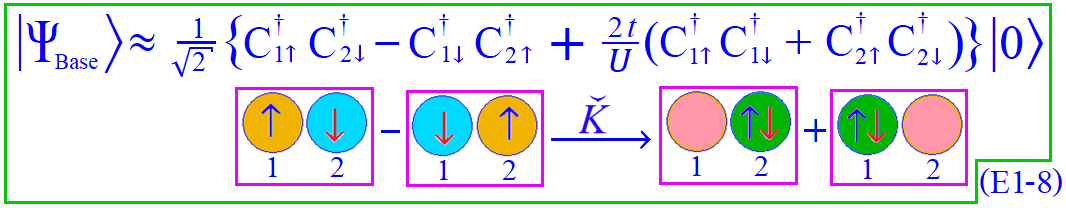 |Ψ_Base⟩ ≈ 1/√2 {C†_1↑ C†_2↓ − C†_1↓ C†_2↑ + 2t/U (C†_1↑ C†_1↓ + C†_2↑ C†_2↓)}|0⟩
↑ ↓ − ↓ ↑ Ǩ → ↑↓ + ↑↓
1 2 1 2 1 2 1 2
(E1-8)